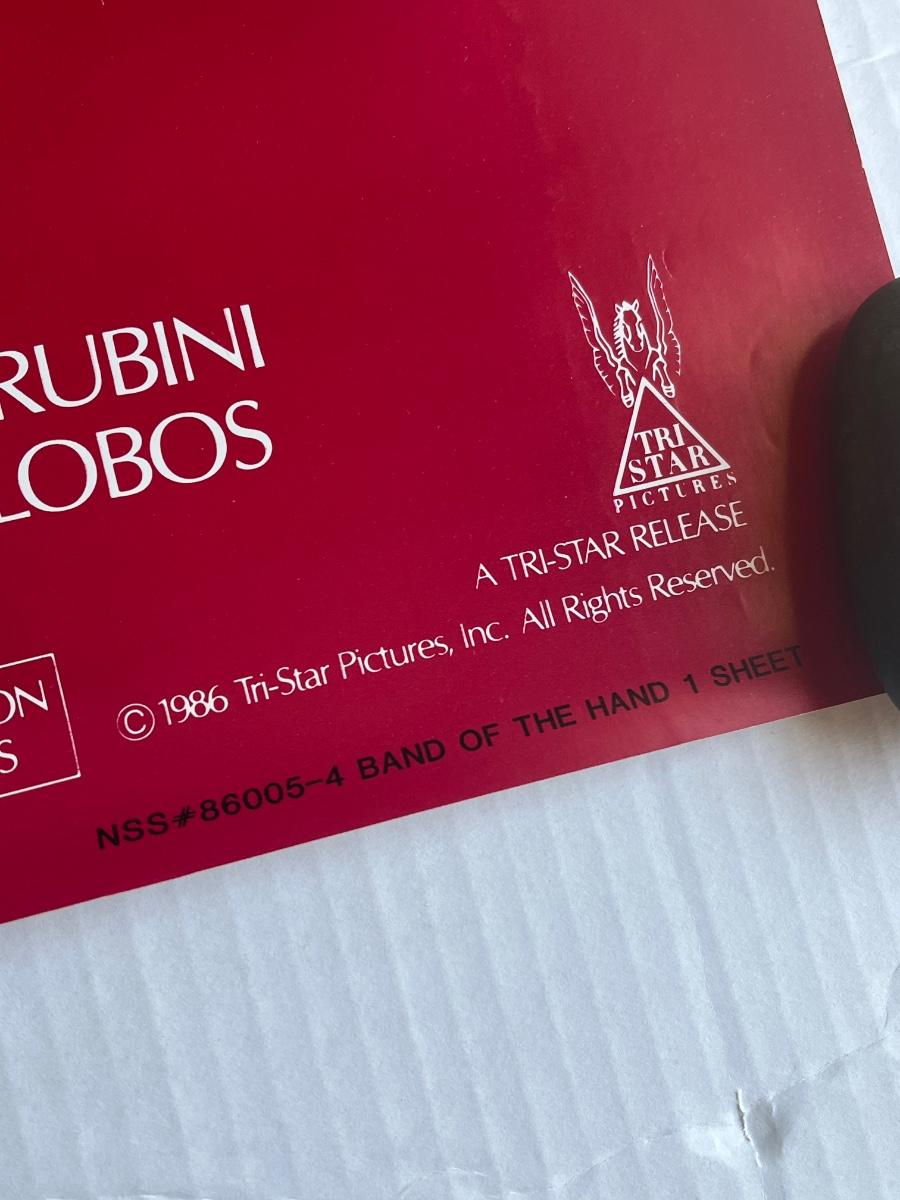 RUBINI
LOBOS
TRI
STAR
PICTURES
A TRI-STAR RELEASE
ON
S
© 1986 Tri-Star Pictures, Inc. All Rights Reserved.
NSS#86005-4 BAND OF THE HAND 1 SHEET